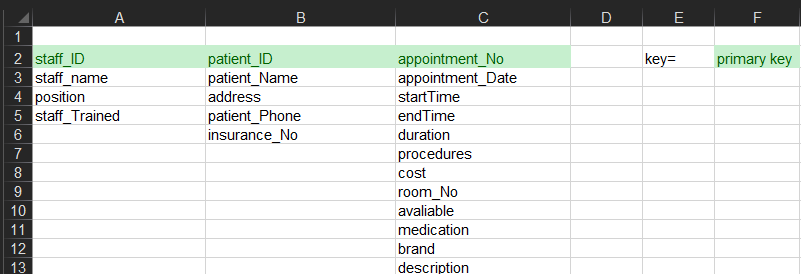 A B C D E F
1
2 staff_ID patient_ID appointment_No key= primary key
3 staff_name patient_Name appointment_Date
4 position address startTime
5 staff_Trained patient_Phone endTime
6 insurance_No duration
7 procedures
8 cost
9 room_No
10 avaliable
11 medication
12 brand
13 description